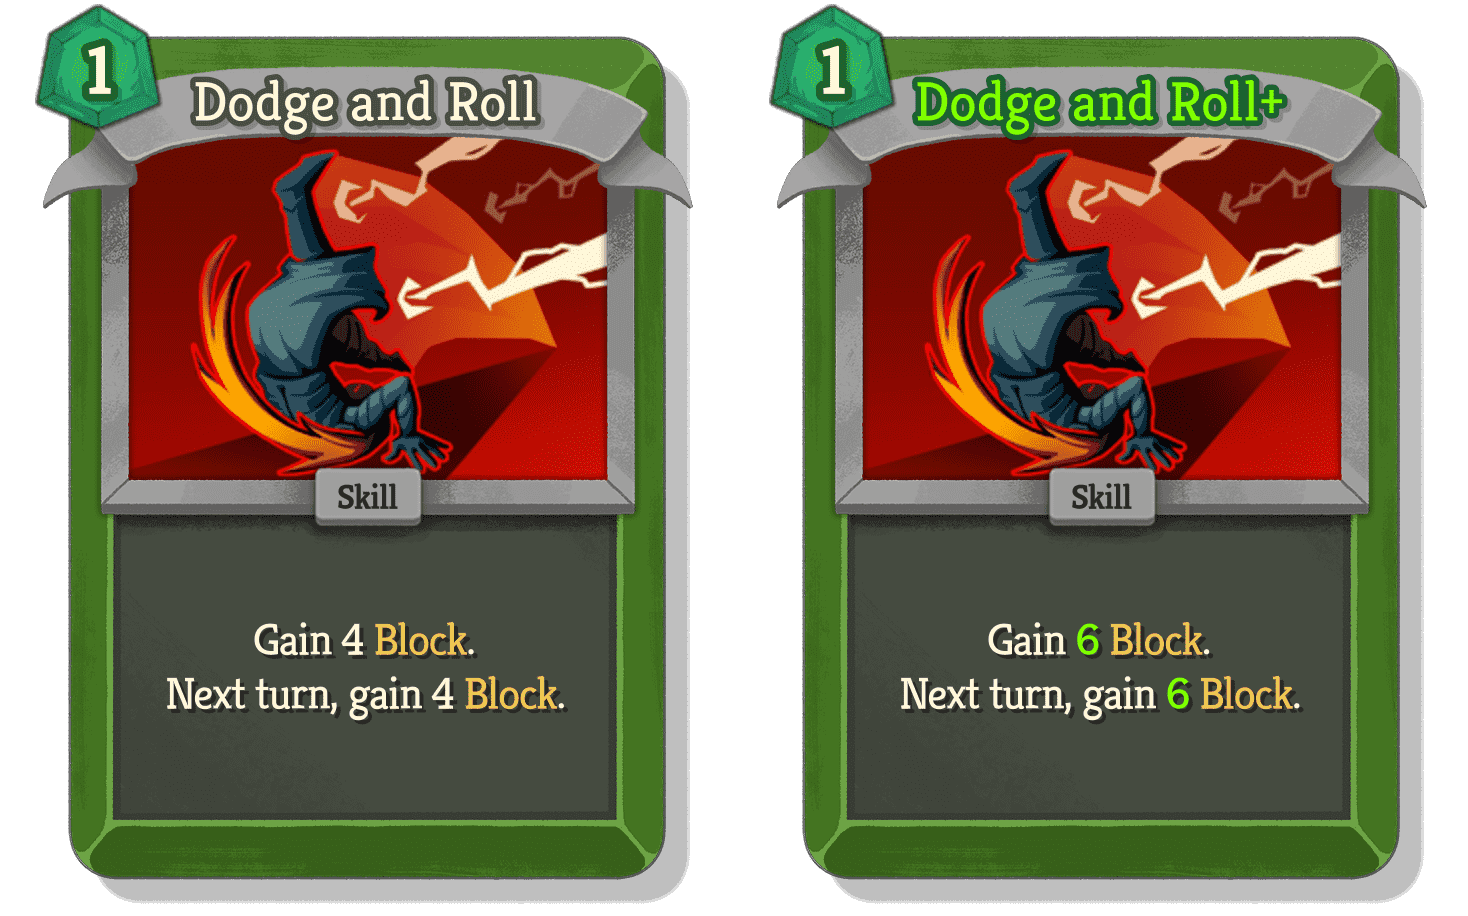 1
Dodge and Roll
Skill
Gain 4 Block.
Next turn, gain 4 Block.
1
Dodge and Roll+
Skill
Gain 6 Block.
Next turn, gain 6 Block.